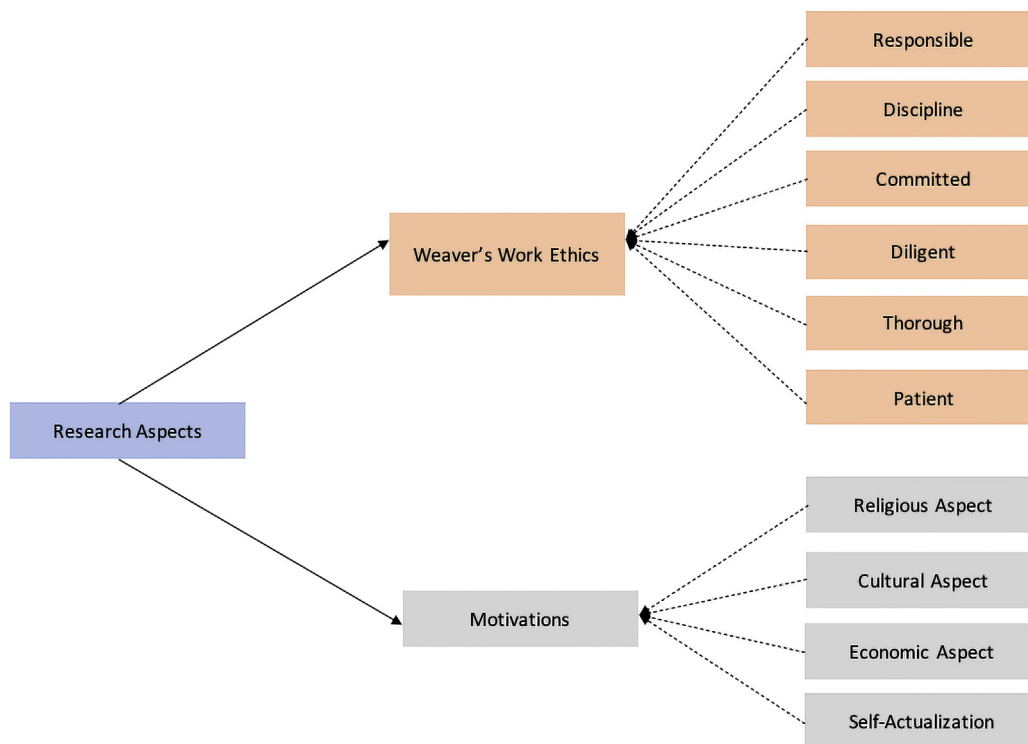 Responsible
Discipline
Committed
Weaver’s Work Ethics
Diligent
Thorough
Patient
Research Aspects
Religious Aspect
Cultural Aspect
Motivations
Economic Aspect
Self-Actualization